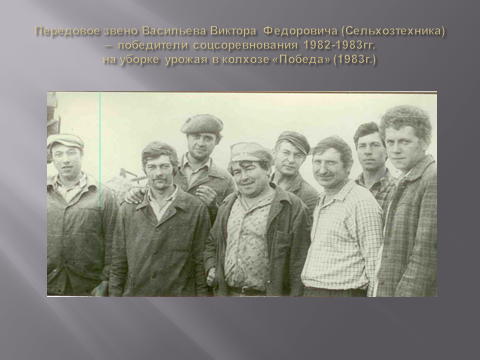 Передовое звено Васильева Виктора Федоровича (Сельхозтехника)
– победители соцсоревнования 1982-1983гг.
на уборке урожая в колхозе «Победа» (1983г.)